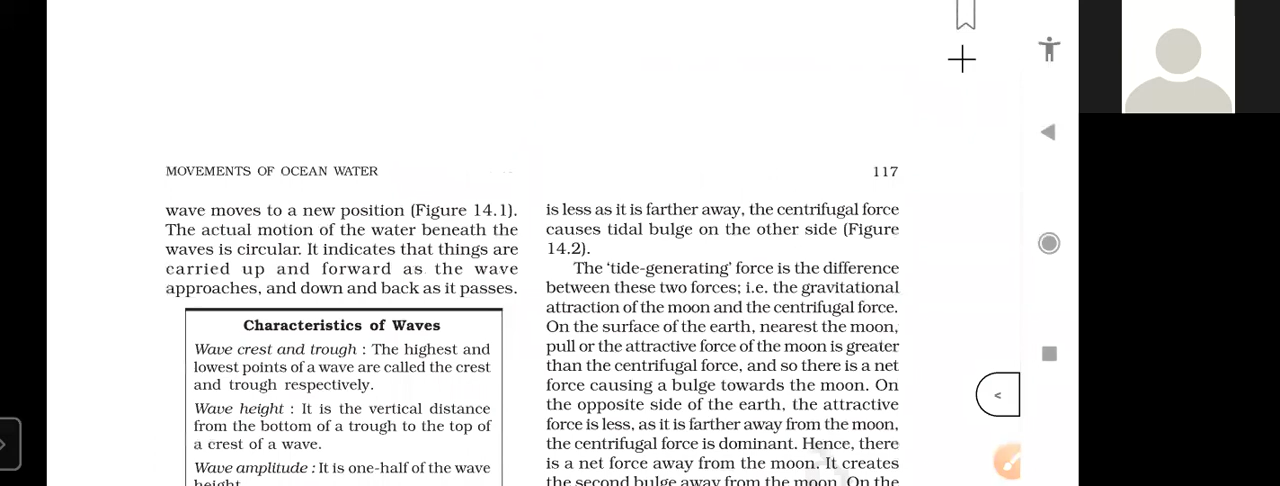 MOVEMENTS OF OCEAN WATER
117
wave moves to a new position (Figure 14.1).
The actual motion of the water beneath the
waves is circular. It indicates that things are
carried up and forward as the wave
approaches, and down and back as it passes.
Characteristics of Waves
Wave crest and trough : The highest and
lowest points of a wave are called the crest
and trough respectively.
Wave height : It is the vertical distance
from the bottom of a trough to the top of
a crest of a wave.
Wave amplitude : It is one-half of the wave
height.
is less as it is farther away, the centrifugal force
causes tidal bulge on the other side (Figure
14.2).
The ‘tide-generating’ force is the difference
between these two forces; i.e. the gravitational
attraction of the moon and the centrifugal force.
On the surface of the earth, nearest the moon,
pull or the attractive force of the moon is greater
than the centrifugal force, and so there is a net
force causing a bulge towards the moon. On
the opposite side of the earth, the attractive
force is less, as it is farther away from the moon,
the centrifugal force is dominant. Hence, there
is a net force away from the moon. It creates
the second bulge away from the moon. On the